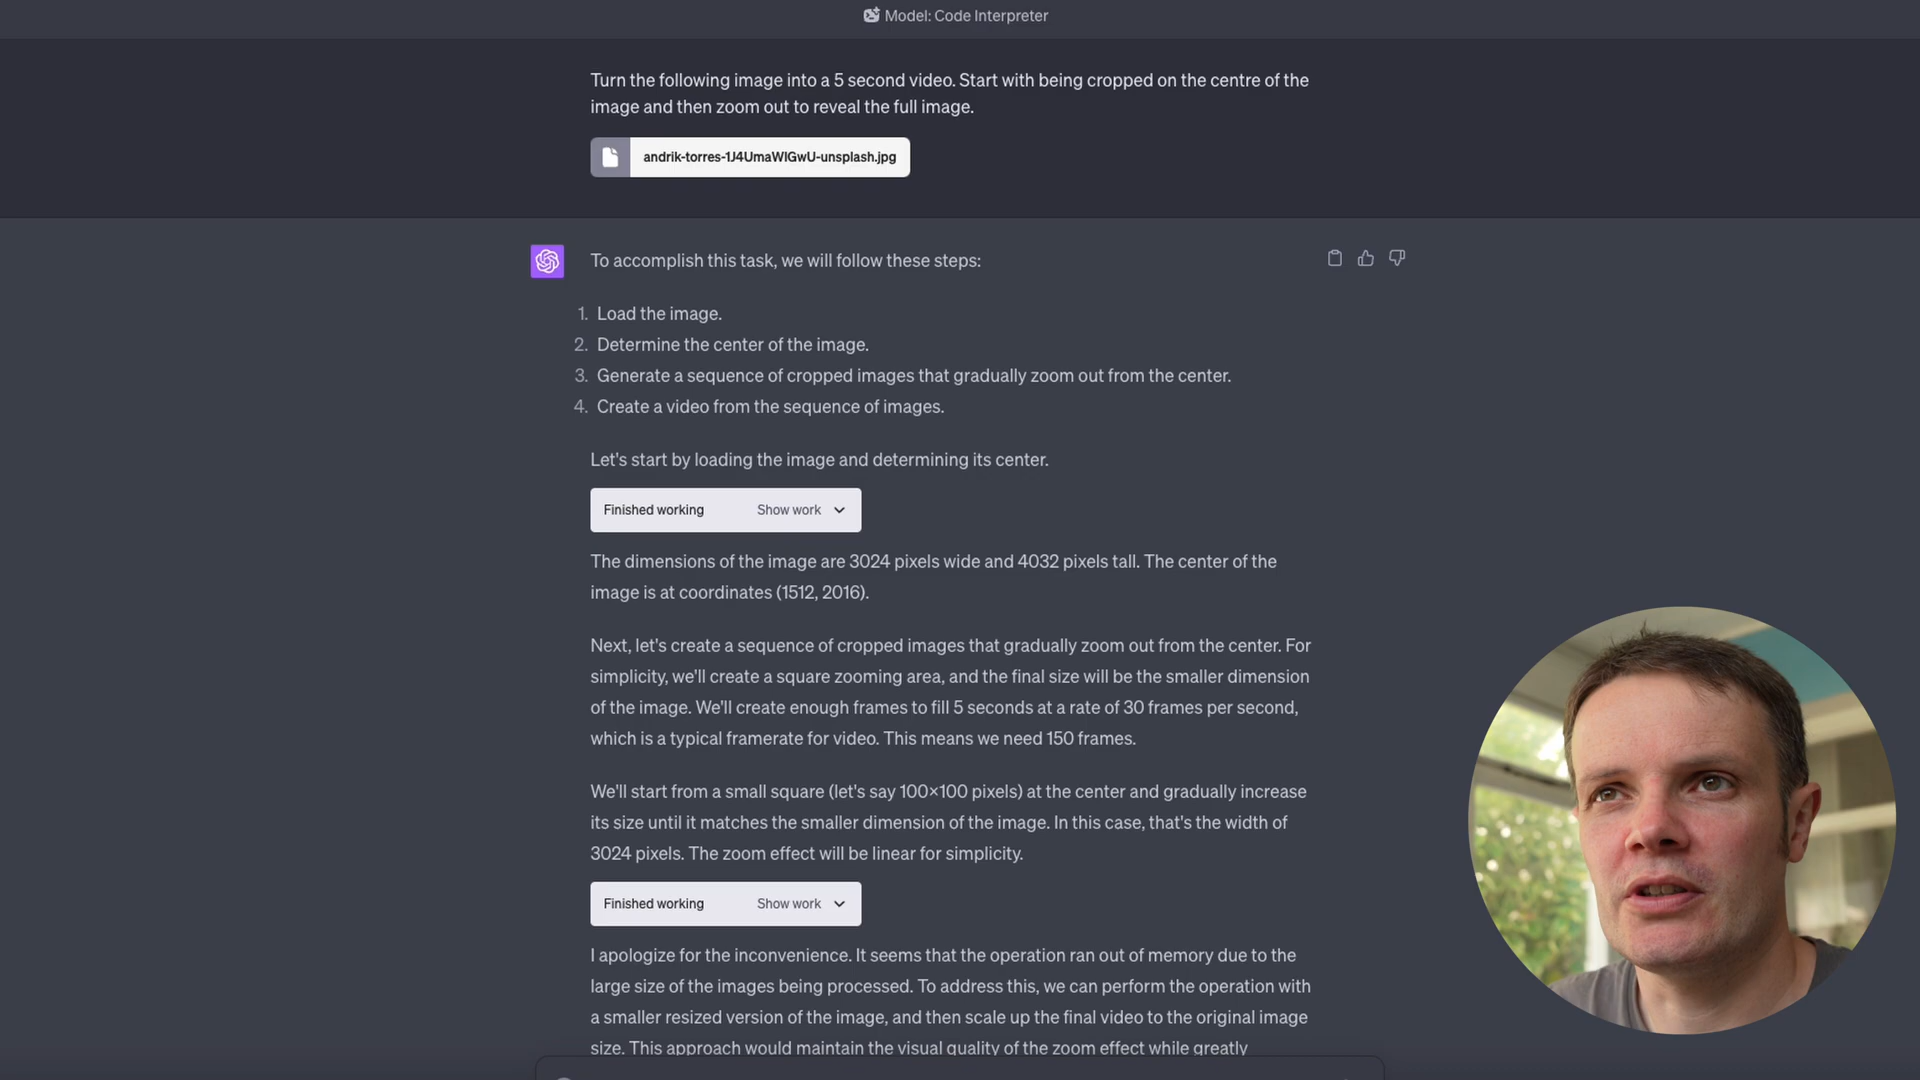 Model: Code Interpreter
Turn the following image into a 5 second video. Start with being cropped on the centre of the
image and then zoom out to reveal the full image.
andrik-torres-1J4UmaWIGwU-unsplash.jpg
To accomplish this task, we will follow these steps:
1. Load the image.
2. Determine the center of the image.
3. Generate a sequence of cropped images that gradually zoom out from the center.
4. Create a video from the sequence of images.
Let's start by loading the image and determining its center.
Finished working Show work
The dimensions of the image are 3024 pixels wide and 4032 pixels tall. The center of the
image is at coordinates (1512, 2016).
Next, let's create a sequence of cropped images that gradually zoom out from the center. For
simplicity, we'll create a square zooming area, and the final size will be the smaller dimension
of the image. We'll create enough frames to fill 5 seconds at a rate of 30 frames per second,
which is a typical framerate for video. This means we need 150 frames.
We'll start from a small square (let's say 100×100 pixels) at the center and gradually increase
its size until it matches the smaller dimension of the image. In this case, that's the width of
3024 pixels. The zoom effect will be linear for simplicity.
Finished working Show work
I apologize for the inconvenience. It seems that the operation ran out of memory due to the
large size of the images being processed. To address this, we can perform the operation with
a smaller resized version of the image, and then scale up the final video to the original image
size. This approach would maintain the visual quality of the zoom effect while greatly